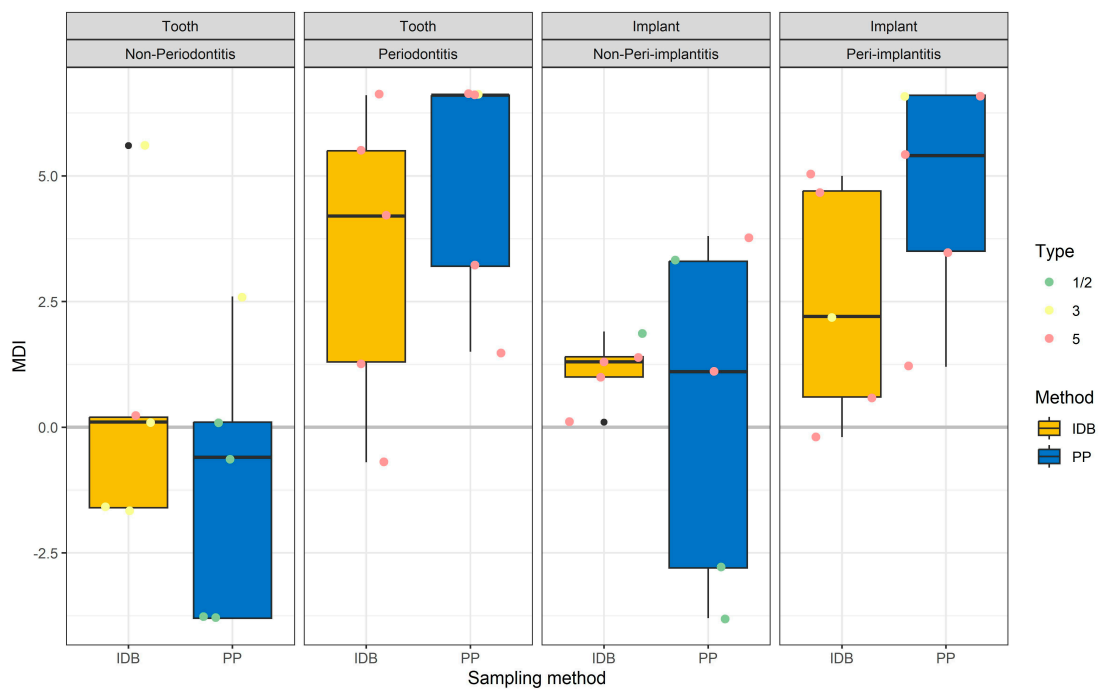 Tooth Tooth Implant Implant
Non-Periodontitis Periodontitis Non-Peri-implantitis Peri-implantitis
MDI
5.0
2.5
0.0
-2.5
IDB PP IDB PP IDB PP IDB PP
Sampling method
Type
1/2
3
5
Method
IDB
PP